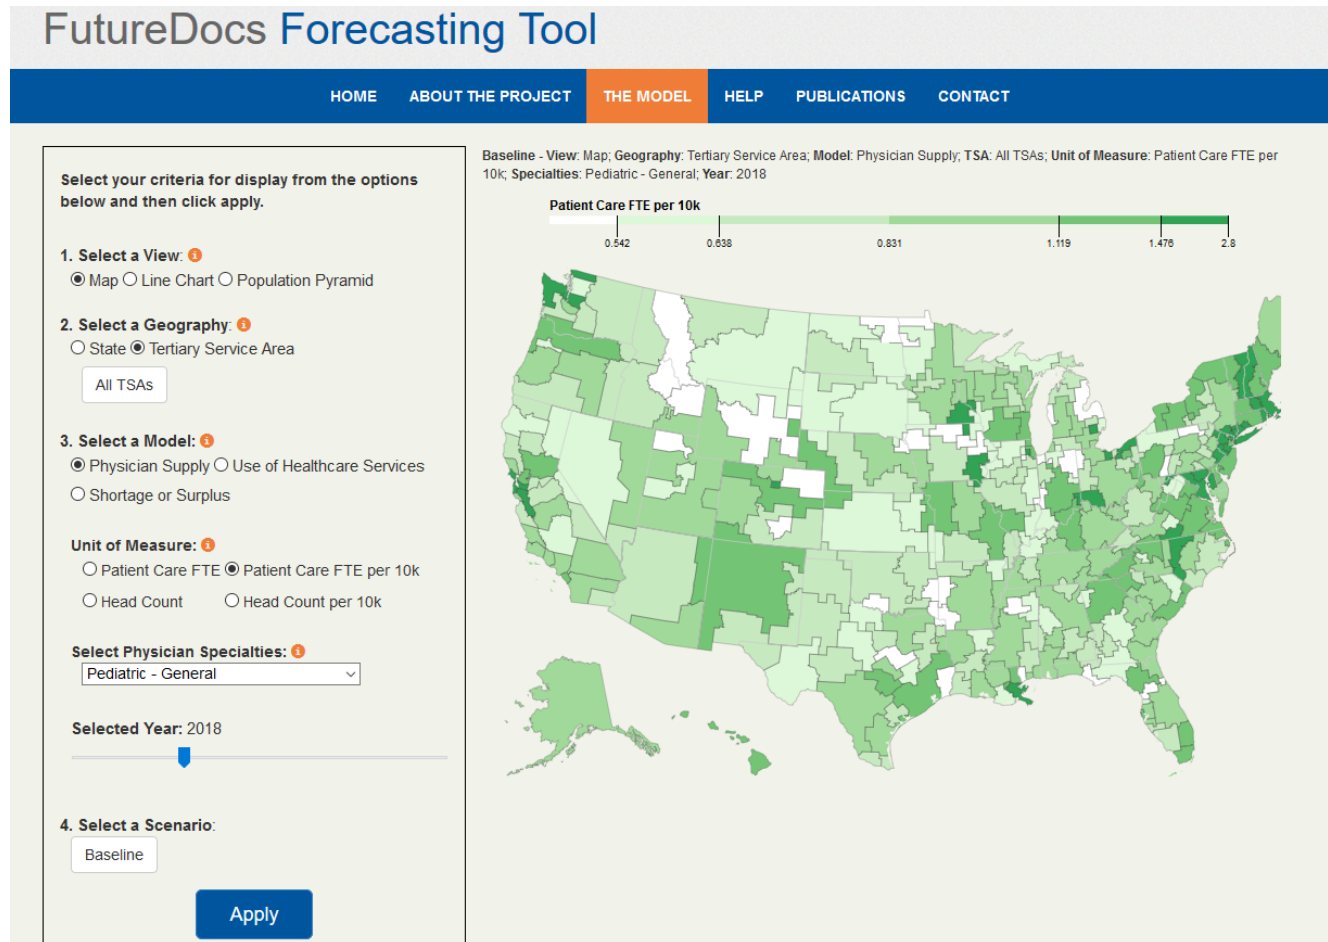 FutureDocs Forecasting Tool
HOME ABOUT THE PROJECT THE MODEL HELP PUBLICATIONS CONTACT
Select your criteria for display from the options
below and then click apply.
1. Select a View:
Map Line Chart Population Pyramid
2. Select a Geography:
State Tertiary Service Area
All TSAs
3. Select a Model:
Physician Supply Use of Healthcare Services
Shortage or Surplus
Unit of Measure:
Patient Care FTE Patient Care FTE per 10k
Head Count Head Count per 10k
Select Physician Specialties:
Pediatric - General
Selected Year: 2018
4. Select a Scenario:
Baseline
Apply
Baseline - View: Map; Geography: Tertiary Service Area; Model: Physician Supply; TSA: All TSAs; Unit of Measure: Patient Care FTE per
10k; Specialties: Pediatric - General; Year: 2018
Patient Care FTE per 10k
0.542 0.638 0.831 1.119 1.476 2.8